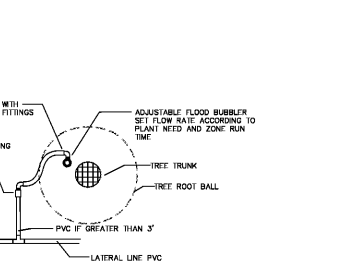 WITH
FITTINGS
NG
ADJUSTABLE FLOOD BUBBLER
SET FLOW RATE ACCORDING TO
PLANT NEED AND ZONE RUN
TIME
TREE TRUNK
TREE ROOT BALL
PVC IF GREATER THAN 3'
LATERAL LINE PVC